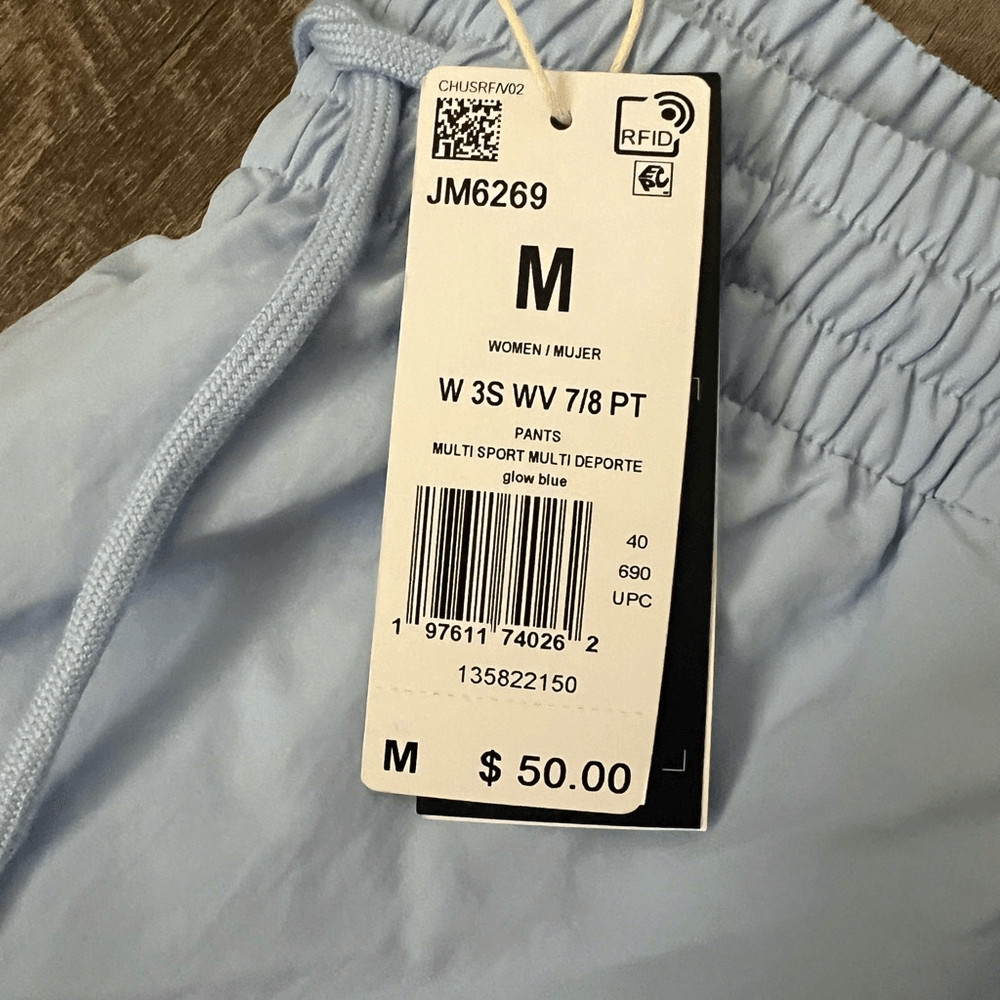 CHUSRF/V02
RFID
JM6269
M
WOMEN / MUJER
W 3S WV 7/8 PT
PANTS
MULTI SPORT MULTI DEPORTE
glow blue
40
690
UPC
1 97611 74026 2
135822150
M $ 50.00